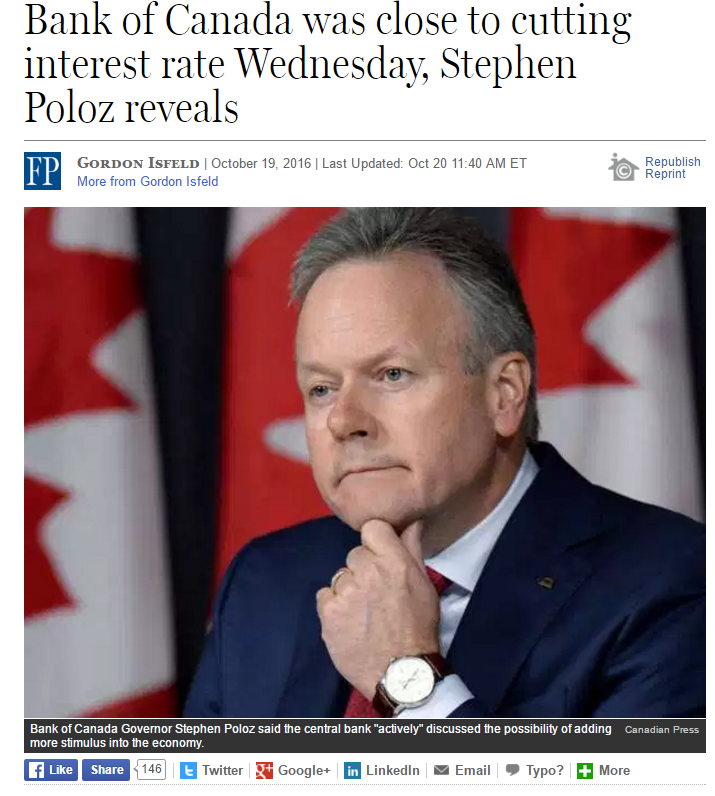 Bank of Canada was close to cutting
interest rate Wednesday, Stephen
Poloz reveals
FP GORDON ISFELD | October 19, 2016 | Last Updated: Oct 20 11:40 AM ET
More from Gordon Isfeld
Republish
Reprint
Bank of Canada Governor Stephen Poloz said the central bank "actively" discussed the possibility of adding
more stimulus into the economy.
Canadian Press
Like Share 146 Twitter Google+ LinkedIn Email Typo? More